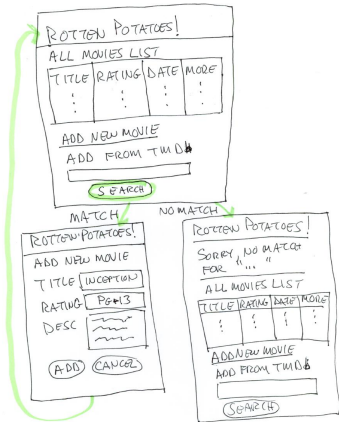 ROTTEN POTATOES!
ALL MOVIES LIST
TITLE RATING DATE MORE
ADD NEW MOVIE
ADD FROM TMDb
SEARCH
MATCH
NO MATCH
ROTTEN POTATOES!
ADD NEW MOVIE
TITLE INCEPTION
RATING PG-13
DESC
ADD CANCEL
ROTTEN POTATOES!
SORRY, NO MATCH
FOR "..."
ALL MOVIES LIST
TITLE RATING DATE MORE
ADD NEW MOVIE
ADD FROM TMDb
SEARCH